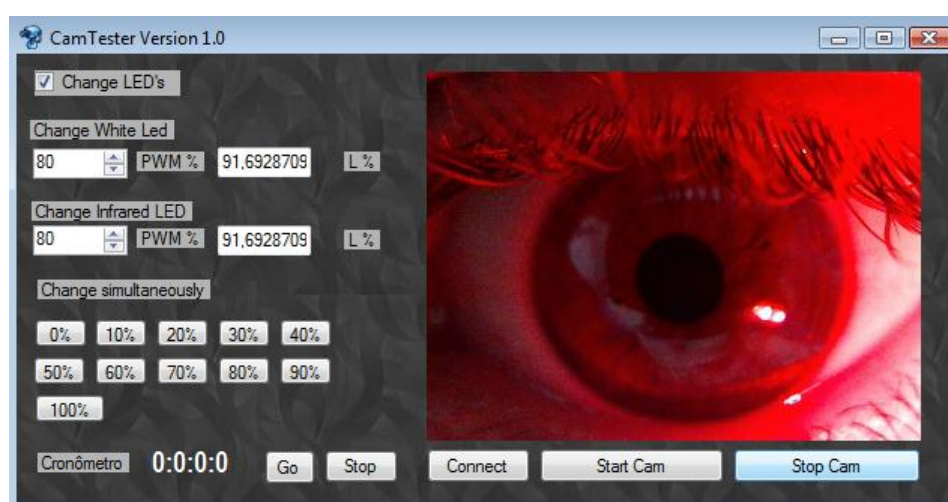 CamTester Version 1.0
Change LED's
Change White Led
80 PWM % 91,6928709 L %
Change Infrared LED
80 PWM % 91,6928709 L %
Change simultaneously
0% 10% 20% 30% 40%
50% 60% 70% 80% 90%
100%
Cronômetro 0:0:0:0 Go Stop Connect Start Cam Stop Cam